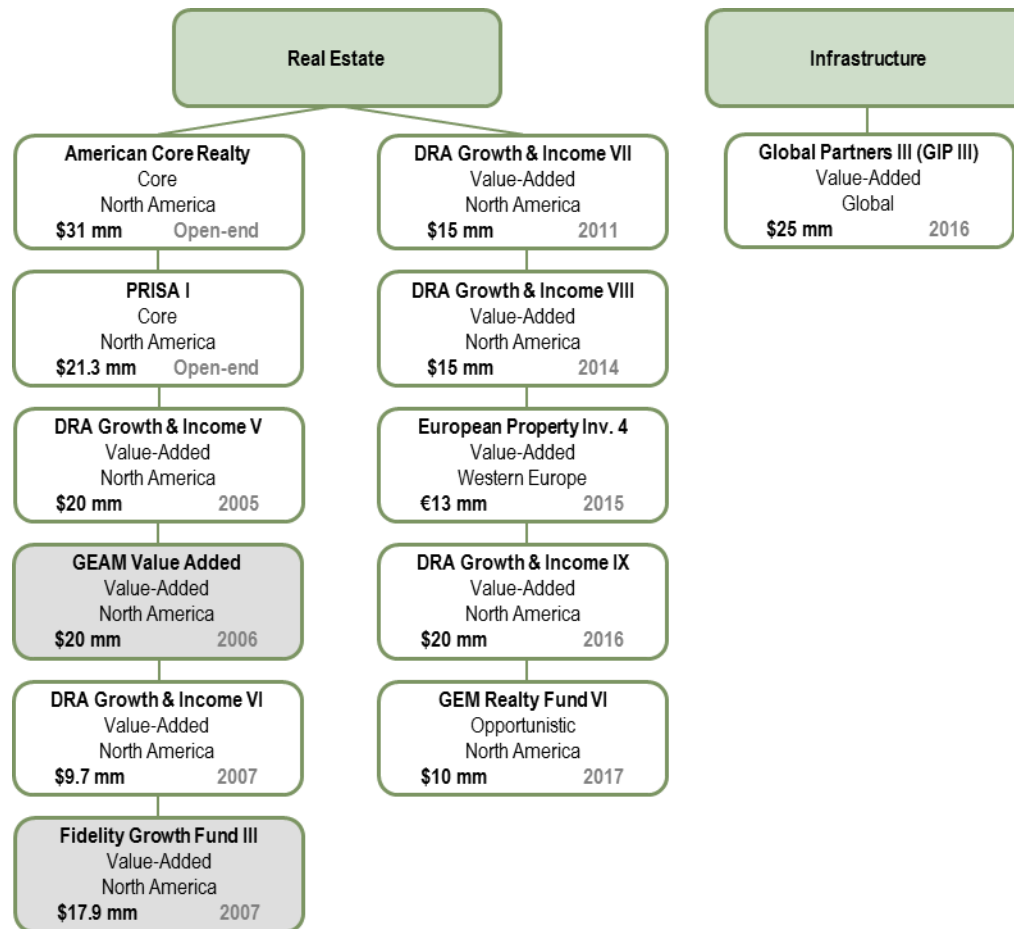 Real Estate
Infrastructure
American Core Realty
Core
North America
$31 mm Open-end
PRISA I
Core
North America
$21.3 mm Open-end
DRA Growth & Income V
Value-Added
North America
$20 mm 2005
GEAM Value Added
Value-Added
North America
$20 mm 2006
DRA Growth & Income VI
Value-Added
North America
$9.7 mm 2007
Fidelity Growth Fund III
Value-Added
North America
$17.9 mm 2007
DRA Growth & Income VII
Value-Added
North America
$15 mm 2011
DRA Growth & Income VIII
Value-Added
North America
$15 mm 2014
European Property Inv. 4
Value-Added
Western Europe
€13 mm 2015
DRA Growth & Income IX
Value-Added
North America
$20 mm 2016
GEM Realty Fund VI
Opportunistic
North America
$10 mm 2017
Global Partners III (GIP III)
Value-Added
Global
$25 mm 2016